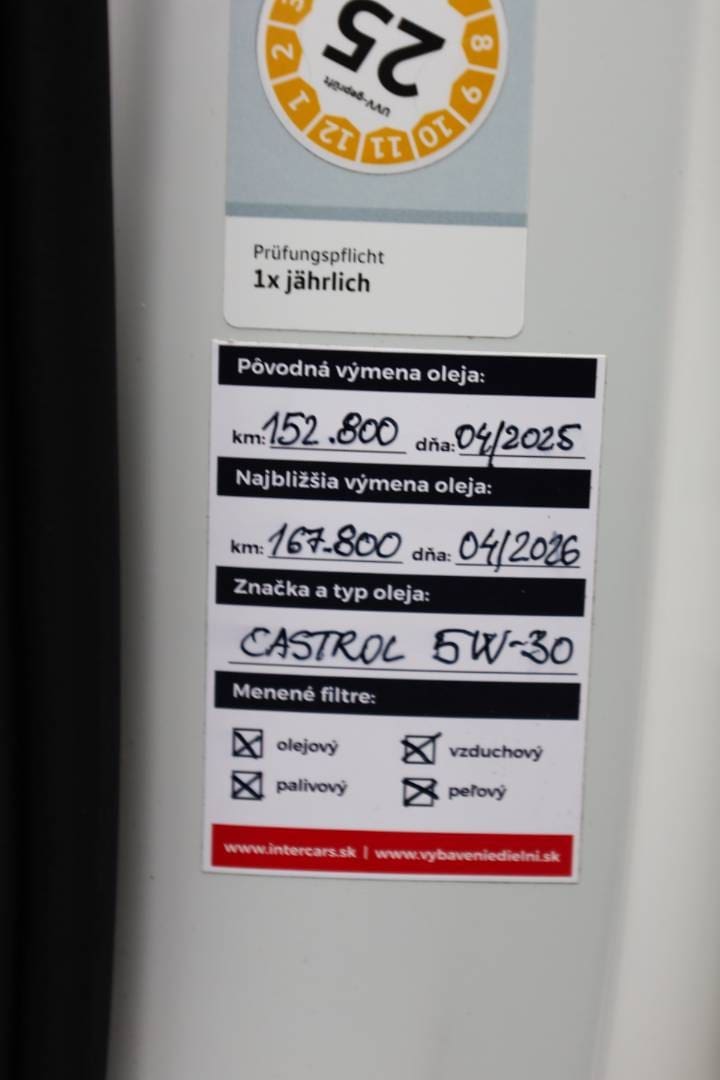 3
2
1
12
11
10
9
8
25
UVV-geprüft
Prüfungspflicht
1x jährlich
Pôvodná výmena oleja:
km: 152.800 dňa: 04/2025
Najbližšia výmena oleja:
km: 167.800 dňa: 04/2026
Značka a typ oleja:
CASTROL 5W-30
Menené filtre:
olejový vzduchový
palivový peľový
www.intercars.sk | www.vybaveniedielni.sk